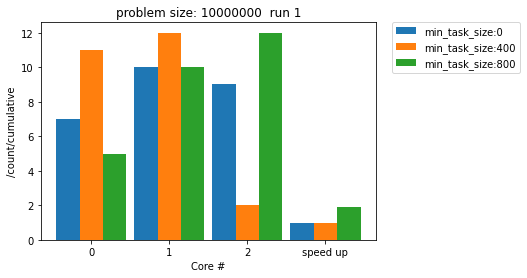 problem size: 10000000  run 1
min_task_size:0
min_task_size:400
min_task_size:800
/count/cumulative
12
10
8
6
4
2
0
0 1 2 speed up
Core #